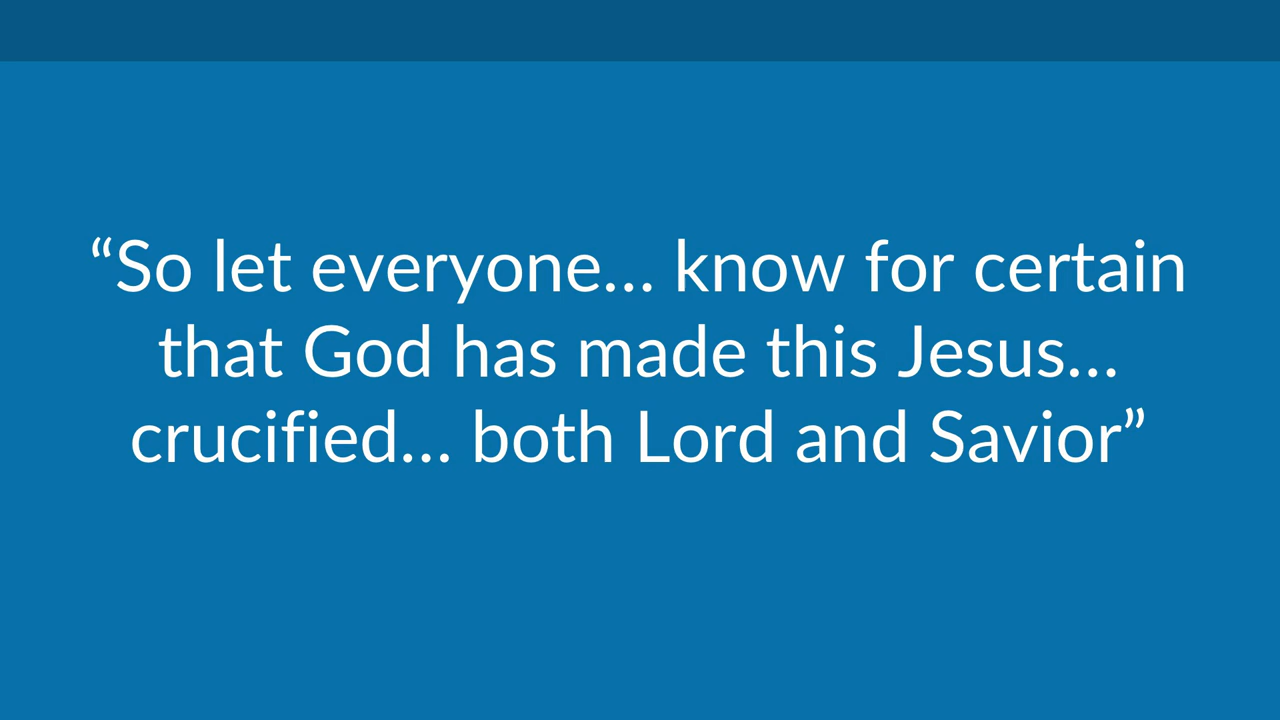 “So let everyone… know for certain
that God has made this Jesus…
crucified… both Lord and Savior”